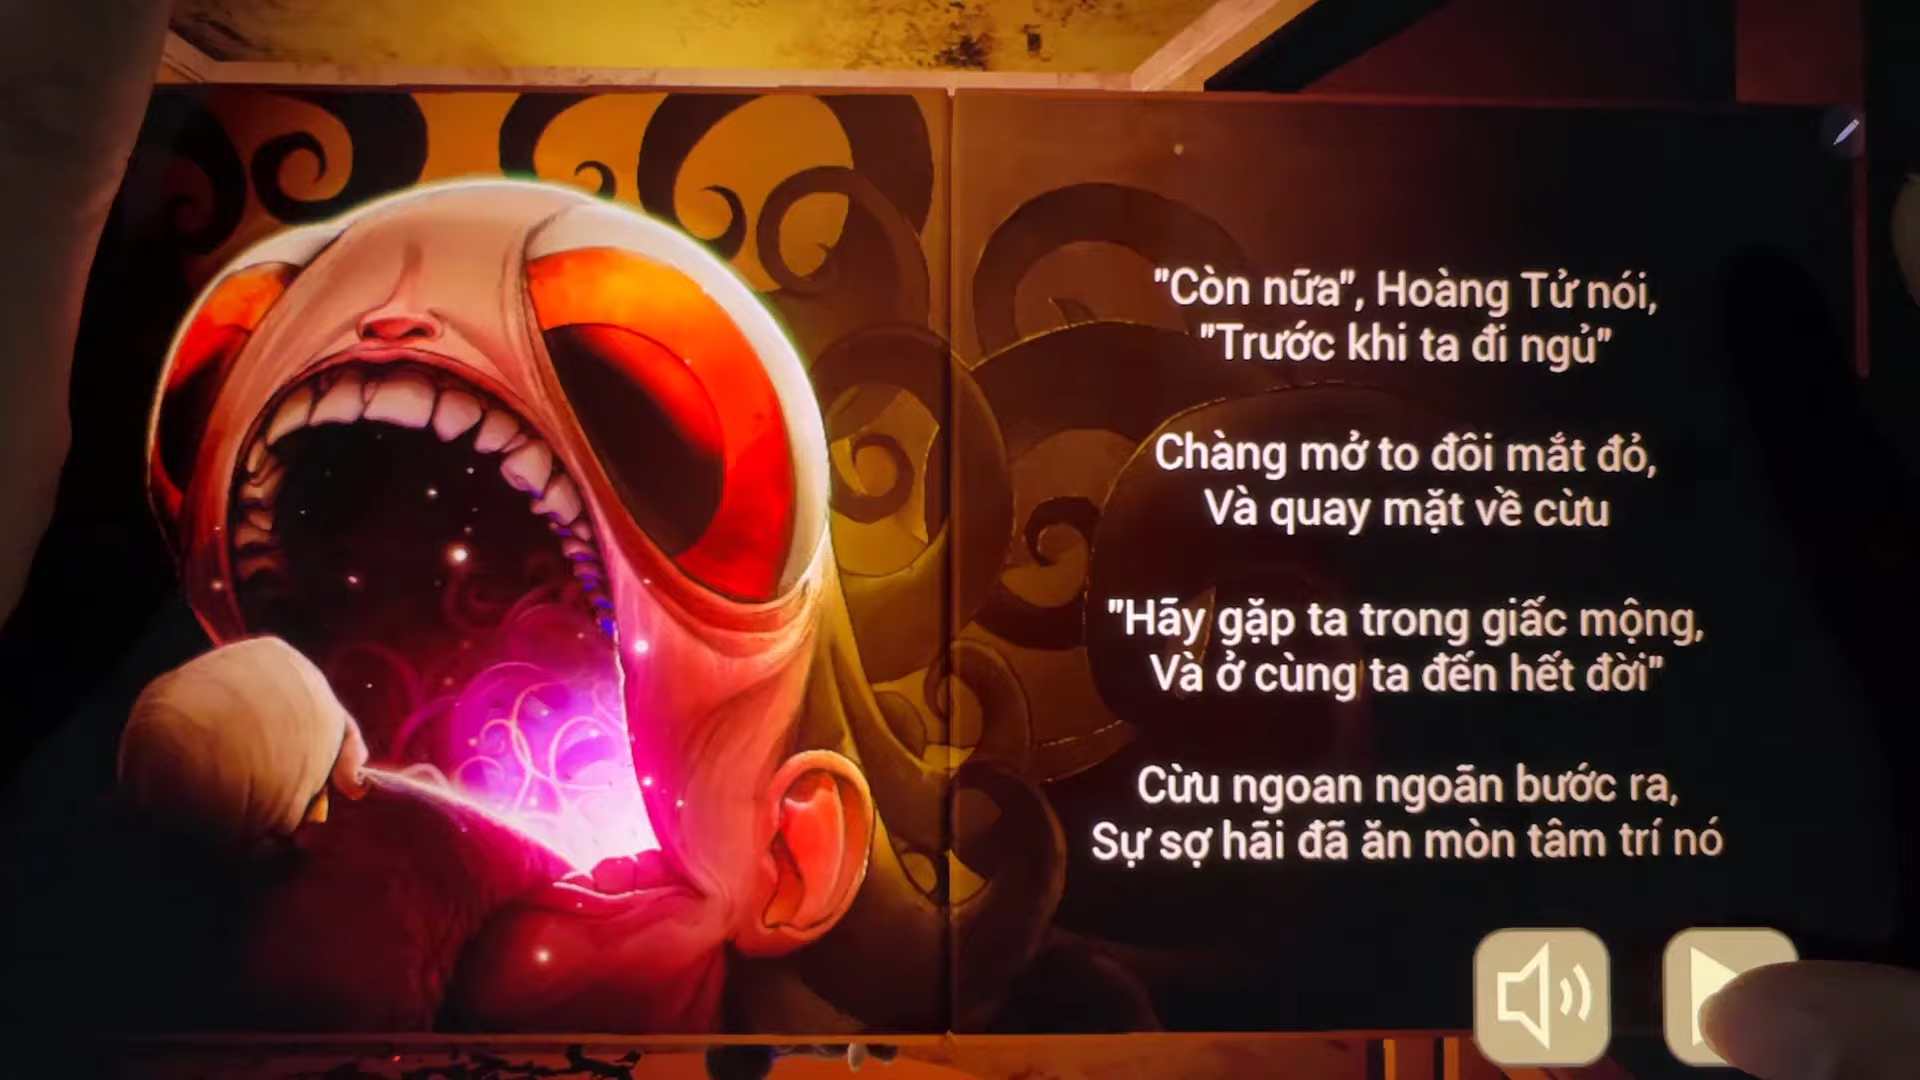 "Còn nữa", Hoàng Tử nói,
"Trước khi ta đi ngủ"
Chàng mở to đôi mắt đỏ,
Và quay mặt về cừu
"Hãy gặp ta trong giấc mộng,
Và ở cùng ta đến hết đời"
Cừu ngoan ngoãn bước ra,
Sự sợ hãi đã ăn mòn tâm trí nó